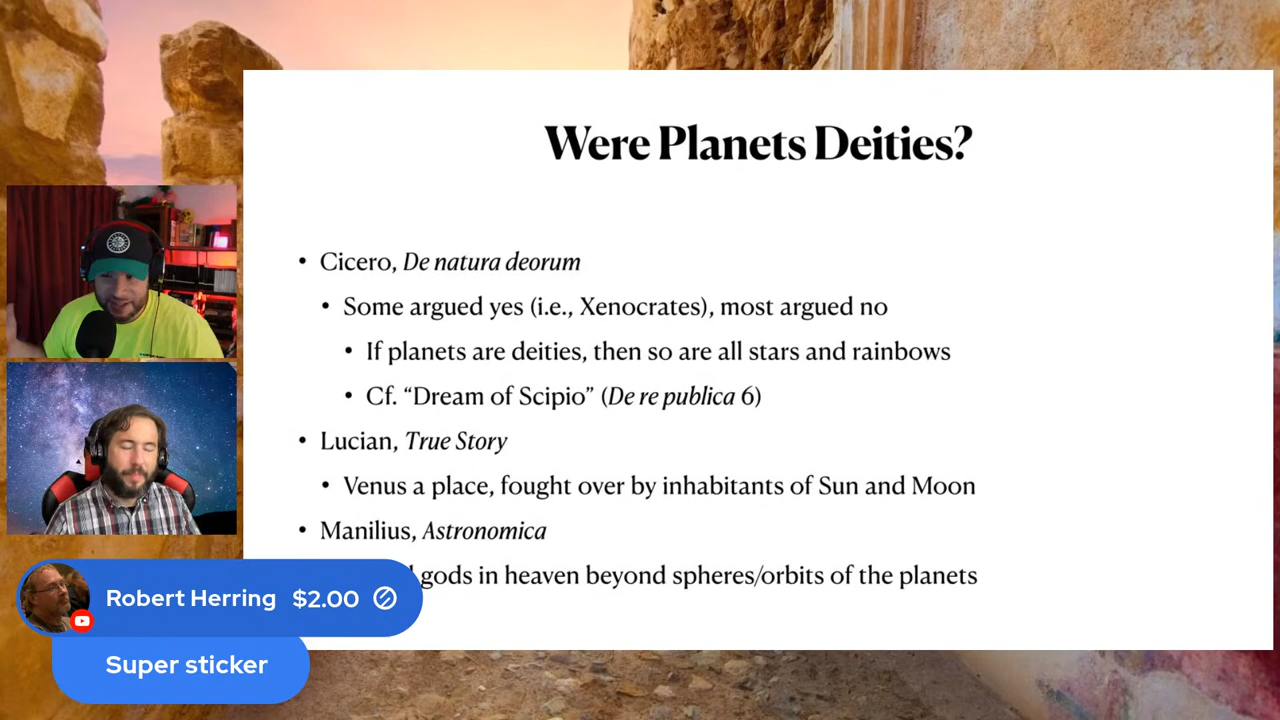 Were Planets Deities?
• Cicero, De natura deorum
• Some argued yes (i.e., Xenocrates), most argued no
• If planets are deities, then so are all stars and rainbows
• Cf. “Dream of Scipio” (De re publica 6)
• Lucian, True Story
• Venus a place, fought over by inhabitants of Sun and Moon
• Manilius, Astronomica
gods in heaven beyond spheres/orbits of the planets
Robert Herring $2.00
Super sticker